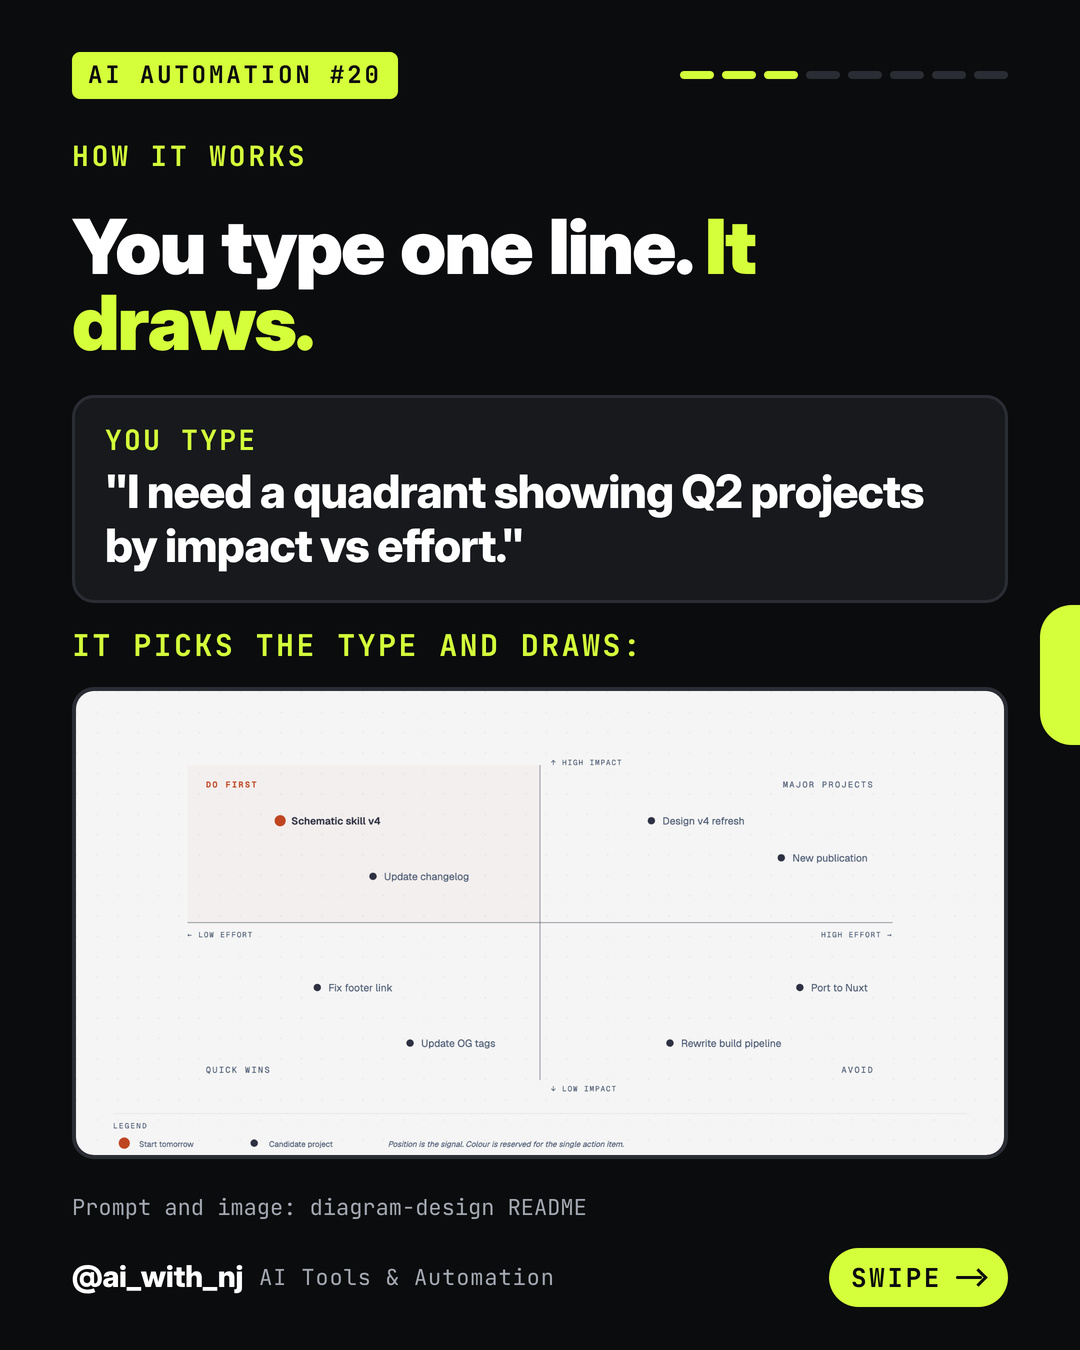 AI AUTOMATION #20
HOW IT WORKS
You type one line. It
draws.
YOU TYPE
"I need a quadrant showing Q2 projects
by impact vs effort."
IT PICKS THE TYPE AND DRAWS:
↑ HIGH IMPACT
DO FIRST
MAJOR PROJECTS
Schematic skill v4
Design v4 refresh
New publication
Update changelog
← LOW EFFORT
HIGH EFFORT →
Fix footer link
Port to Nuxt
Update OG tags
Rewrite build pipeline
QUICK WINS
AVOID
↓ LOW IMPACT
LEGEND
Start tomorrow
Candidate project
Position is the signal. Colour is reserved for the single action item.
Prompt and image: diagram-design README
@ai_with_nj AI Tools & Automation
SWIPE →